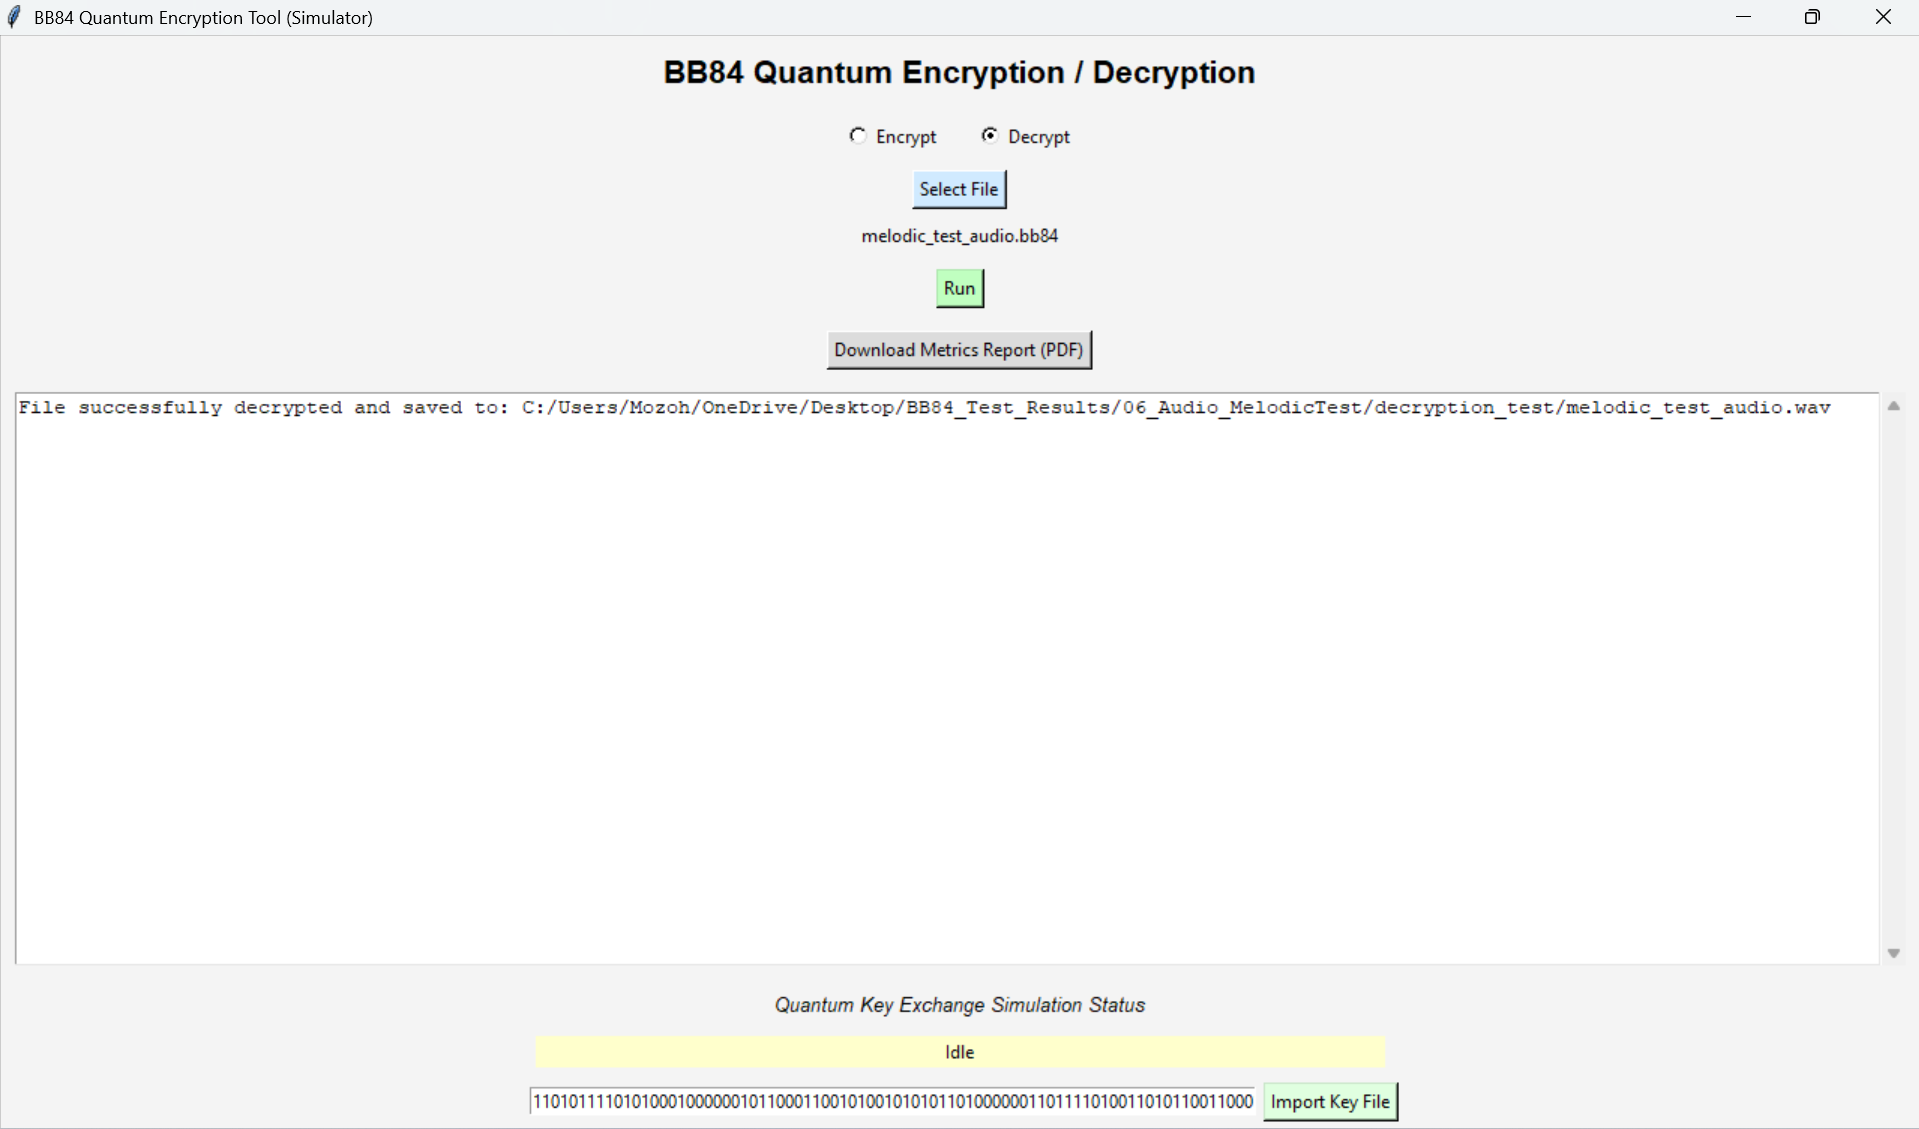 BB84 Quantum Encryption Tool (Simulator)
BB84 Quantum Encryption / Decryption
Encrypt Decrypt
Select File
melodic_test_audio.bb84
Run
Download Metrics Report (PDF)
File successfully decrypted and saved to: C:/Users/Mozoh/OneDrive/Desktop/BB84_Test_Results/06_Audio_MelodicTest/decryption_test/melodic_test_audio.wav
Quantum Key Exchange Simulation Status
Idle
Import Key File